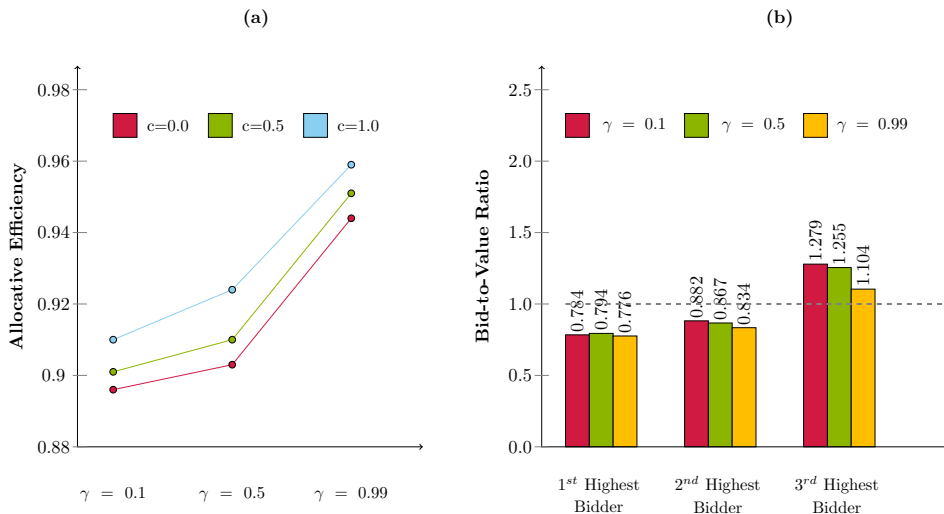 (a)
Allocative Efficiency
0.98
0.96
0.94
0.92
0.9
0.88
c=0.0 c=0.5 c=1.0
γ = 0.1 γ = 0.5 γ = 0.99
(b)
Bid-to-Value Ratio
2.5
2.0
1.5
1.0
0.5
0.0
γ = 0.1 γ = 0.5 γ = 0.99
0.784 0.794 0.776
0.882 0.867 0.834
1.279 1.255 1.104
1st Highest
Bidder
2nd Highest
Bidder
3rd Highest
Bidder